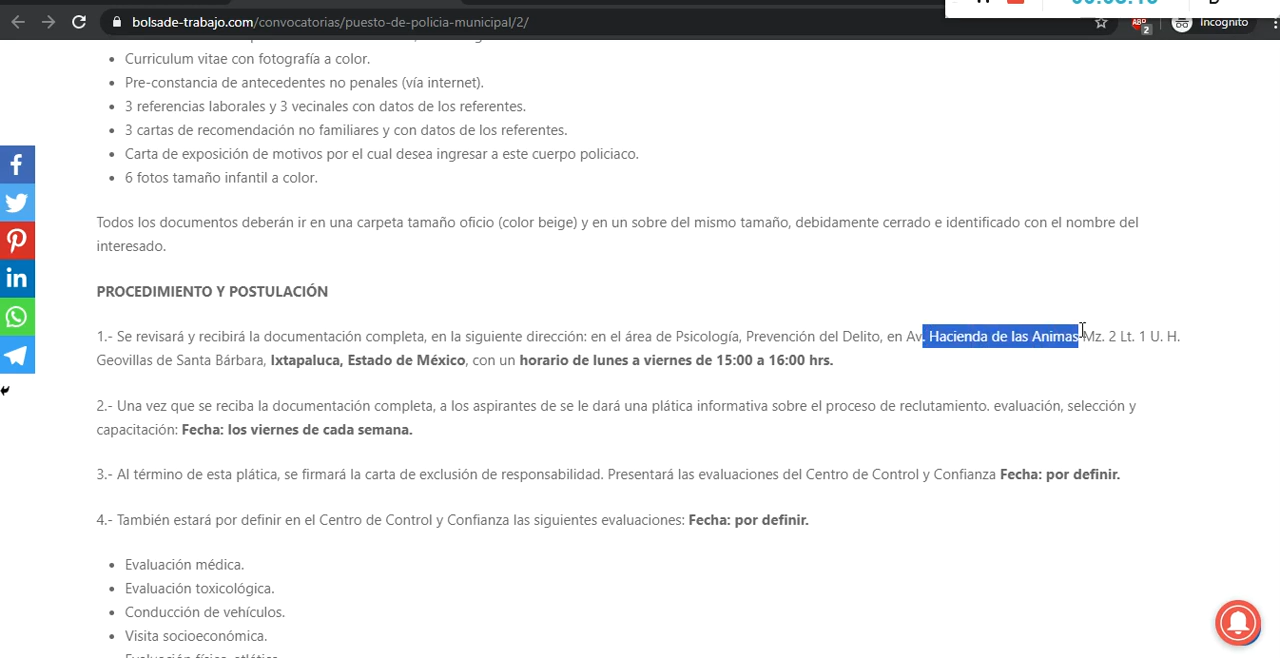 bolsade-trabajo.com/convocatorias/puesto-de-policia-municipal/2/
ABP
2
Incognito
• Curriculum vitae con fotografía a color.
• Pre-constancia de antecedentes no penales (vía internet).
• 3 referencias laborales y 3 vecinales con datos de los referentes.
• 3 cartas de recomendación no familiares y con datos de los referentes.
• Carta de exposición de motivos por el cual desea ingresar a este cuerpo policiaco.
• 6 fotos tamaño infantil a color.
Todos los documentos deberán ir en una carpeta tamaño oficio (color beige) y en un sobre del mismo tamaño, debidamente cerrado e identificado con el nombre del
interesado.
PROCEDIMIENTO Y POSTULACIÓN
1.- Se revisará y recibirá la documentación completa, en la siguiente dirección: en el área de Psicología, Prevención del Delito, en Av. Hacienda de las Animas Mz. 2 Lt. 1 U. H.
Geovillas de Santa Bárbara, Ixtapaluca, Estado de México, con un horario de lunes a viernes de 15:00 a 16:00 hrs.
2.- Una vez que se reciba la documentación completa, a los aspirantes de se le dará una plática informativa sobre el proceso de reclutamiento. evaluación, selección y
capacitación: Fecha: los viernes de cada semana.
3.- Al término de esta plática, se firmará la carta de exclusión de responsabilidad. Presentará las evaluaciones del Centro de Control y Confianza Fecha: por definir.
4.- También estará por definir en el Centro de Control y Confianza las siguientes evaluaciones: Fecha: por definir.
• Evaluación médica.
• Evaluación toxicológica.
• Conducción de vehículos.
• Visita socioeconómica.